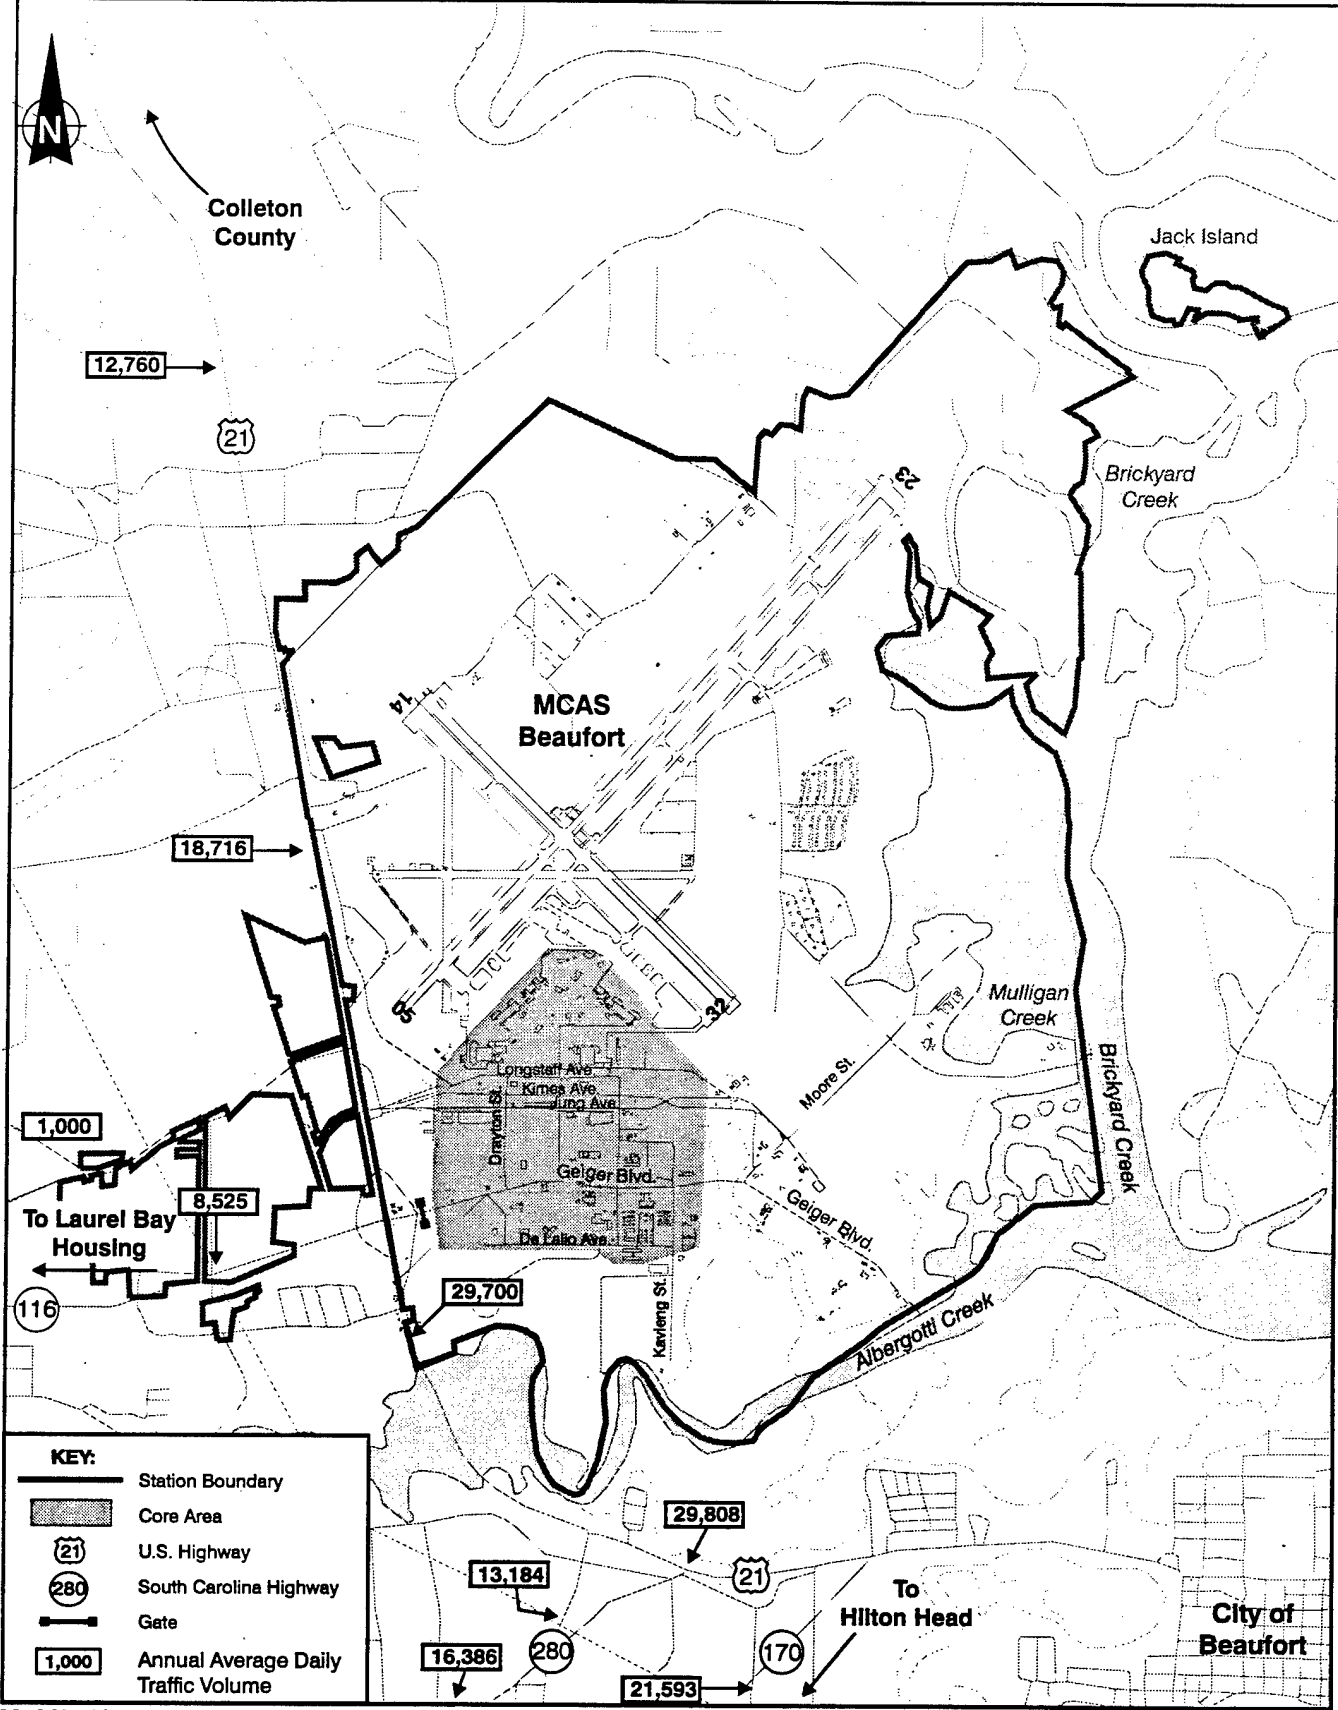 N
Colleton
County
Jack Island
12,760
21
23
Brickyard
Creek
14
MCAS
Beaufort
18,716
05
32
Mulligan
Creek
Longstaff Ave
Kimes Ave
Jung Ave
Moore St.
Drayton St.
Brickyard Creek
1,000
8,525
Geiger Blvd.
Geiger Blvd.
To Laurel Bay
Housing
De Lalio Ave
116
29,700
Kavieng St.
Albergotti Creek
KEY:
Station Boundary
Core Area
21
U.S. Highway
280
South Carolina Highway
Gate
1,000
Annual Average Daily
Traffic Volume
29,808
13,184
21
To
Hilton Head
City of
Beaufort
280
170
16,386
21,593